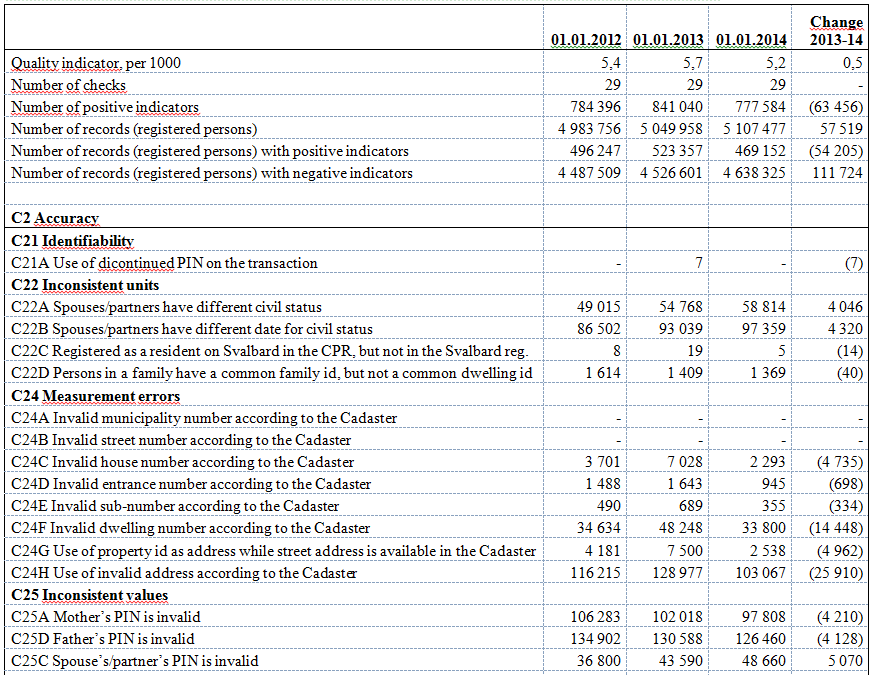 Change
01.01.2012 01.01.2013 01.01.2014 2013-14
Quality indicator, per 1000 5,4 5,7 5,2 0,5
Number of checks 29 29 29 -
Number of positive indicators 784 396 841 040 777 584 (63 456)
Number of records (registered persons) 4 983 756 5 049 958 5 107 477 57 519
Number of records (registered persons) with positive indicators 496 247 523 357 469 152 (54 205)
Number of records (registered persons) with negative indicators 4 487 509 4 526 601 4 638 325 111 724
C2 Accuracy
C21 Identifiability
C21A Use of dicontinued PIN on the transaction - 7 - (7)
C22 Inconsistent units
C22A Spouses/partners have different civil status 49 015 54 768 58 814 4 046
C22B Spouses/partners have different date for civil status 86 502 93 039 97 359 4 320
C22C Registered as a resident on Svalbard in the CPR, but not in the Svalbard reg. 8 19 5 (14)
C22D Persons in a family have a common family id, but not a common dwelling id 1 614 1 409 1 369 (40)
C24 Measurement errors
C24A Invalid municipality number according to the Cadaster - - - -
C24B Invalid street number according to the Cadaster - - - -
C24C Invalid house number according to the Cadaster 3 701 7 028 2 293 (4 735)
C24D Invalid entrance number according to the Cadaster 1 488 1 643 945 (698)
C24E Invalid sub-number according to the Cadaster 490 689 355 (334)
C24F Invalid dwelling number according to the Cadaster 34 634 48 248 33 800 (14 448)
C24G Use of property id as address while street address is available in the Cadaster 4 181 7 500 2 538 (4 962)
C24H Use of invalid address according to the Cadaster 116 215 128 977 103 067 (25 910)
C25 Inconsistent values
C25A Mother's PIN is invalid 106 283 102 018 97 808 (4 210)
C25D Father's PIN is invalid 134 902 130 588 126 460 (4 128)
C25C Spouse's/partner's PIN is invalid 36 800 43 590 48 660 5 070